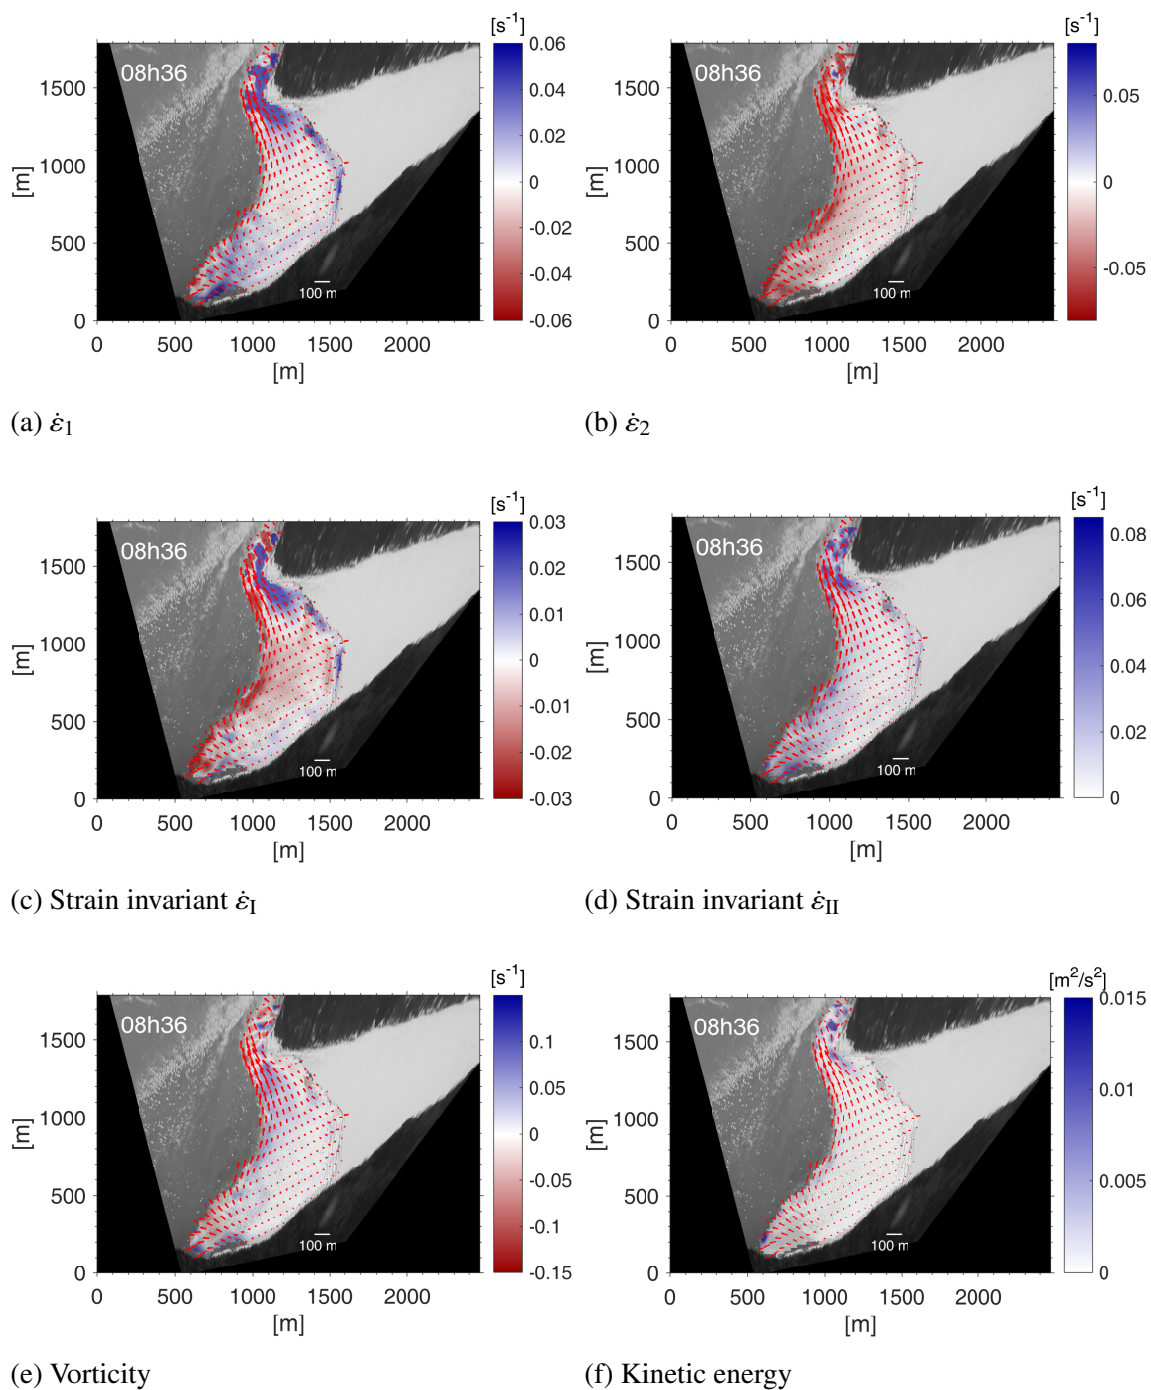 [s⁻¹] [s⁻¹]
08h36 0.06 08h36
1500 0.04 1500 0.05
0.02
[m] 1000 0 [m] 1000 0
-0.02
500 500
-0.04 -0.05
100 m 100 m
0 -0.06 0
0 500 1000 1500 2000 0 500 1000 1500 2000
[m] [m]
(a) ε̇₁ (b) ε̇₂
[s⁻¹] [s⁻¹]
08h36 0.03 08h36 0.08
1500 0.02 1500
0.01 0.06
[m] 1000 0 [m] 1000
0.04
-0.01
500 500
-0.02 0.02
100 m 100 m
0 -0.03 0 0
0 500 1000 1500 2000 0 500 1000 1500 2000
[m] [m]
(c) Strain invariant ε̇_I (d) Strain invariant ε̇_II
[s⁻¹] [m²/s²]
08h36 08h36 0.015
1500 0.1 1500
0.05 0.01
[m] 1000 0 [m] 1000
-0.05 0.005
500 500
-0.1
100 m 100 m
0 -0.15 0 0
0 500 1000 1500 2000 0 500 1000 1500 2000
[m] [m]
(e) Vorticity (f) Kinetic energy